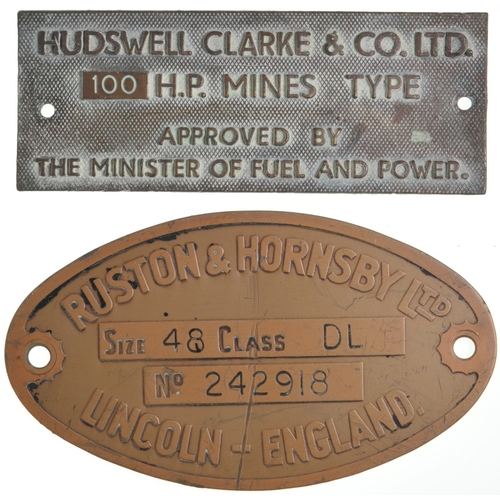 HUDSWELL CLARKE & CO. LTD.
100 H.P. MINES TYPE
APPROVED BY
THE MINISTER OF FUEL AND POWER.
RUSTON & HORNSBY LTD
SIZE 48 CLASS DL
No 242918
LINCOLN - ENGLAND.